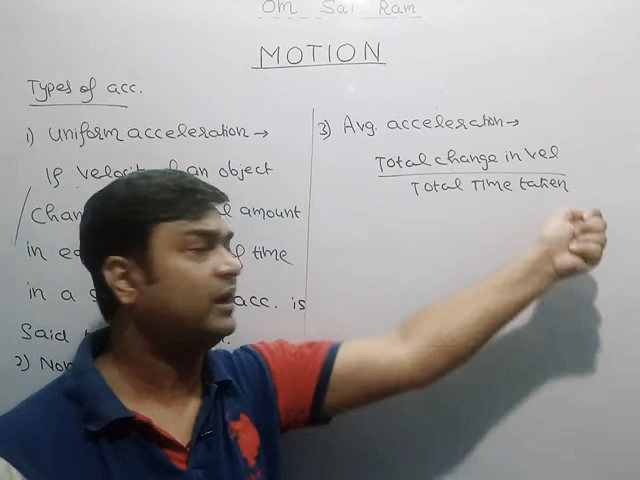 Om Sai Ram
MOTION
Types of acc.
1) Uniform acceleration →
If velocity of an object
Chan amount
in e time
in a acc. is
Said
2) Non
3) Avg. acceleration →
Total change in Vel
Total Time taken